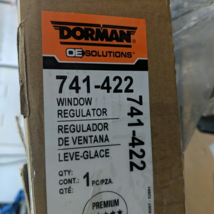 DORMAN®
OE SOLUTIONS™
741-422
WINDOW
REGULATOR
REGULADOR
DE VENTANA
LEVE-GLACE
QTY:
CONT.: 1 PC/PZA.
QTÉ:
PREMIUM
741-422